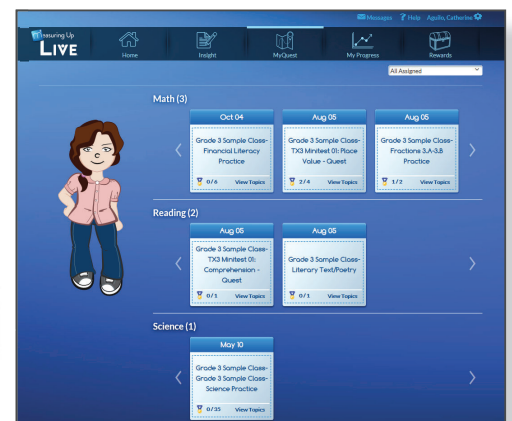 Messages ? Help Agullo, Catherine
Measuring Up
LIVE
Home
Insight
MyQuest
My Progress
Rewards
All Assigned
Math (3)
Oct 04
Grade 3 Sample Class-
Financial Literacy
Practice
0/6 View Topics
Aug 05
Grade 3 Sample Class-
TX3 Minitest 01: Place
Value - Quest
2/4 View Topics
Aug 05
Grade 3 Sample Class-
Fractions 3.A-3.B
Practice
1/2 View Topics
Reading (2)
Aug 05
Grade 3 Sample Class-
TX3 Minitest 01:
Comprehension -
Quest
0/1 View Topics
Aug 05
Grade 3 Sample Class-
Literary Text/Poetry
0/1 View Topics
Science (1)
May 10
Grade 3 Sample Class-
Grade 3 Sample Class-
Science Practice
0/35 View Topics